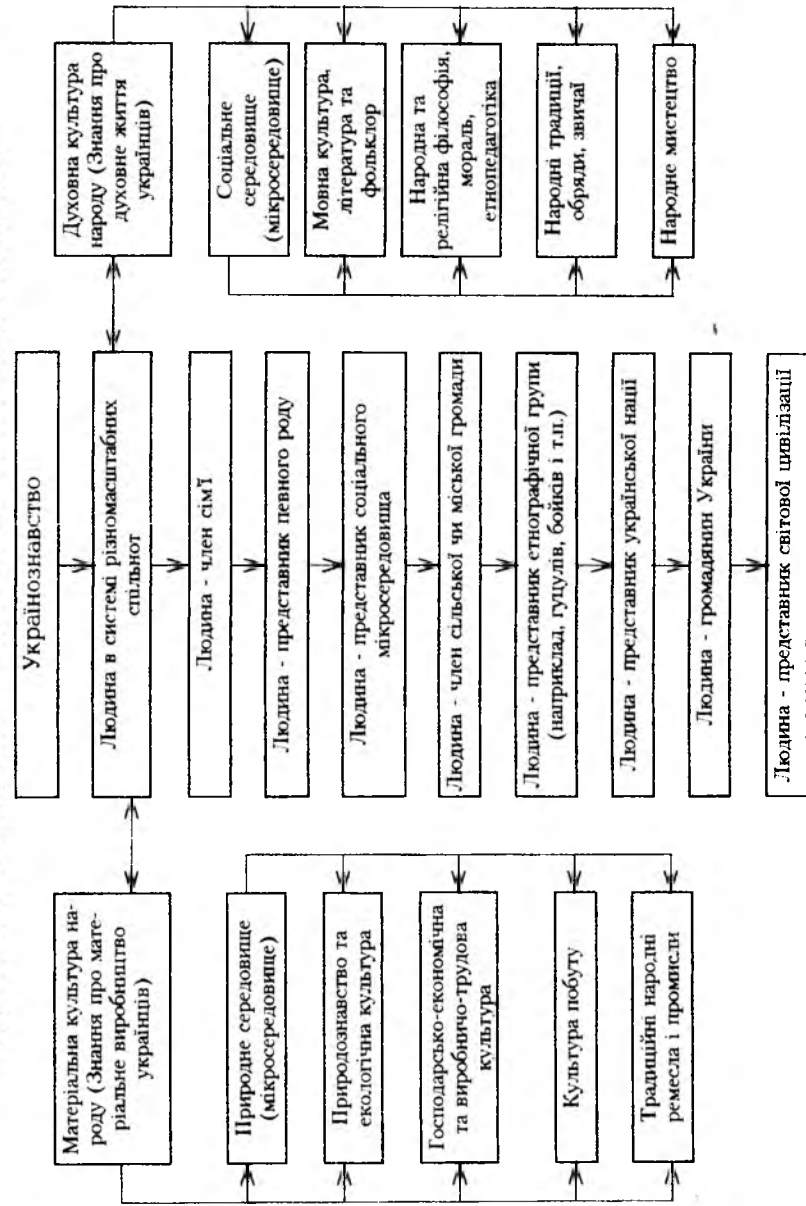 Українознавство
Матеріальна культура на-
роду (Знання про мате-
ріальне виробництво
українців)
Природне середовище
(мікросередовище)
Природознавство та
екологічна культура
Господарсько-економічна
та виробничо-трудова
культура
Культура побуту
Традиційні народні
ремесла і промисли
Людина в системі різномасштабних
спільнот
Людина - член сім'ї
Людина - представник певного роду
Людина - представник соціального
мікросередовища
Людина - член сільської чи міської громади
Людина - представник етнографічної групи
(наприклад, гуцулів, бойків і т.п.)
Людина - представник української нації
Людина - громадянин України
Людина - представник світової цивілізації
Духовна культура
народу (Знання про
духовне життя
українців)
Соціальне
середовище
(мікросередовище)
Мовна культура,
література та
фольклор
Народна та
релігійна філософія,
мораль,
етнопедагогіка
Народні традиції,
обряди, звичаї
Народне мистецтво